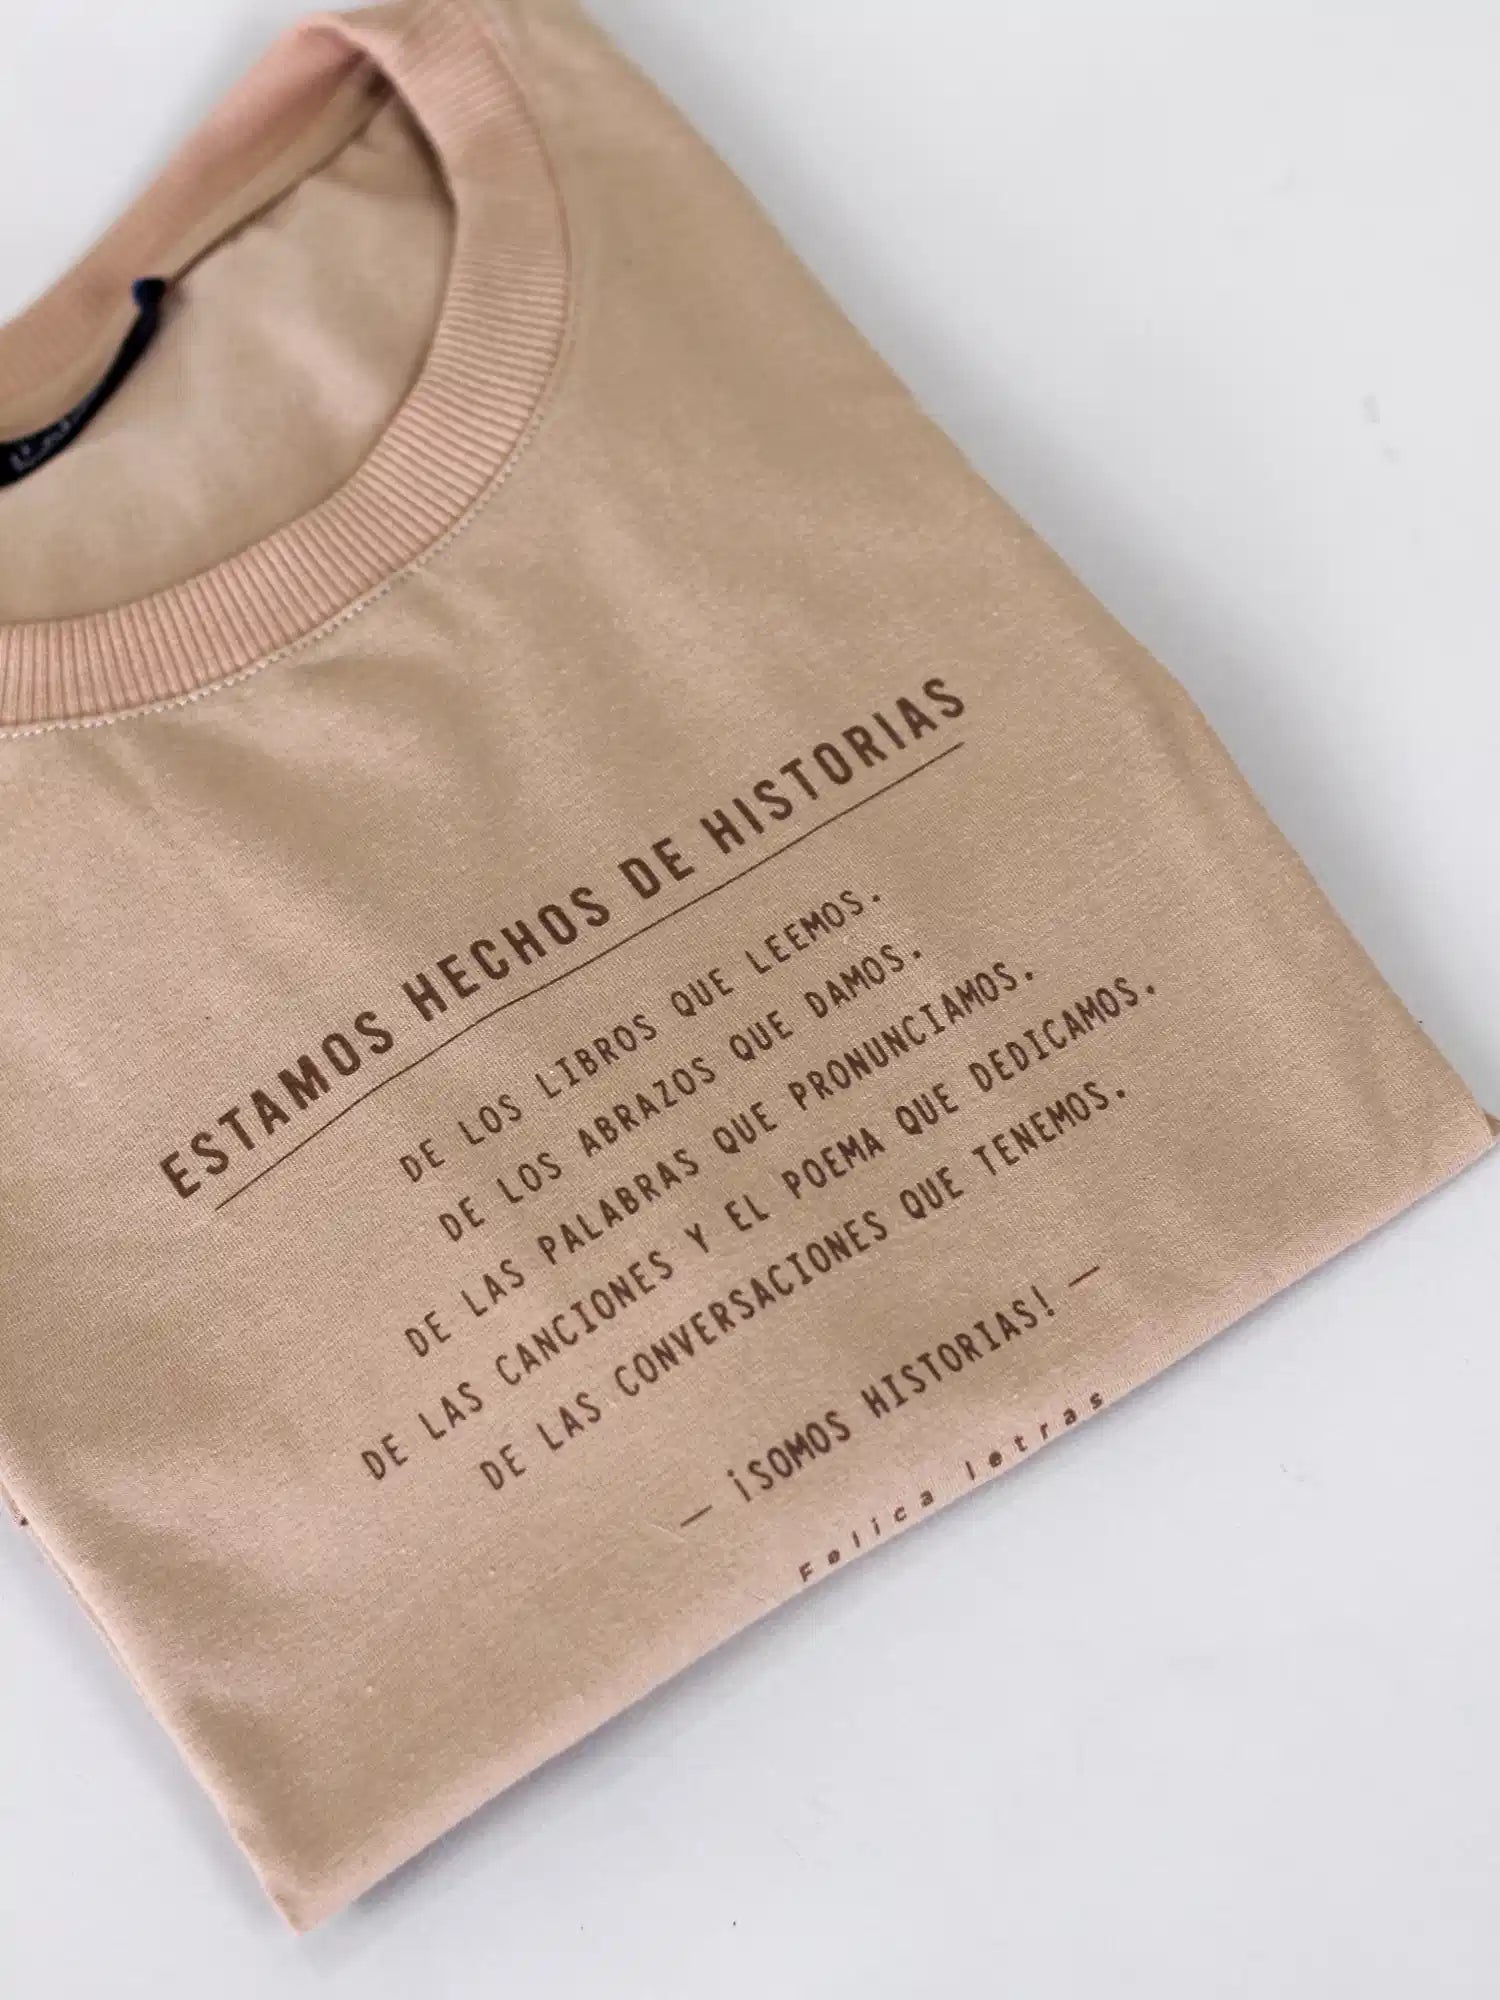 ESTAMOS HECHOS DE HISTORIAS
DE LOS LIBROS QUE LEEMOS.
DE LOS ABRAZOS QUE DAMOS.
DE LAS PALABRAS QUE PRONUNCIAMOS.
DE LAS CANCIONES Y EL POEMA QUE DEDICAMOS.
DE LAS CONVERSACIONES QUE TENEMOS.
— ¡SOMOS HISTORIAS! —
Felica letras